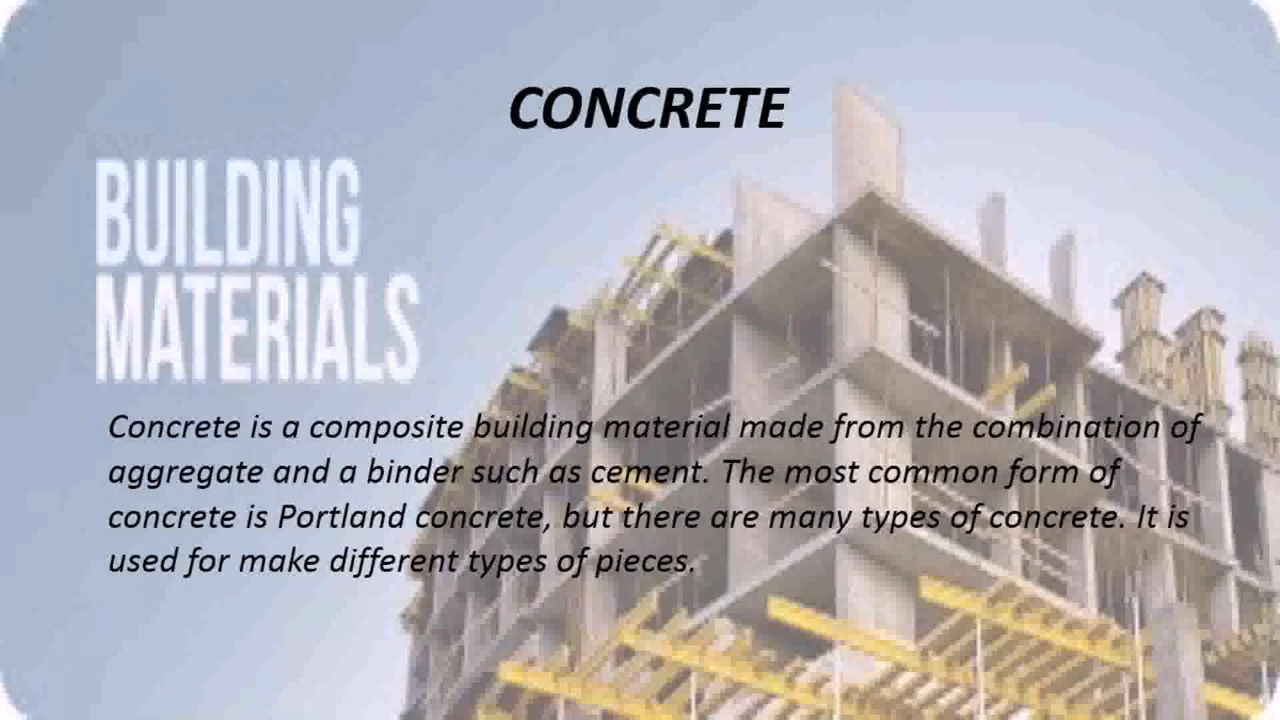 CONCRETE
BUILDING
MATERIALS
Concrete is a composite building material made from the combination of
aggregate and a binder such as cement. The most common form of
concrete is Portland concrete, but there are many types of concrete. It is
used for make different types of pieces.